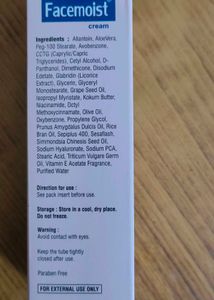 Facemoist
cream
Ingredients : Allantoin, AloeVera,
Peg-100 Stearate, Avobenzone,
CCTG (Caprylic/Capric
Triglycerides), Cetyl Alcohol, D-
Panthanol, Dimethicone, Disodium
Edetate, Glabridin (Licorice
Extract), Glycerin, Glyceryl
Monostearate, Grape Seed Oil,
Isopropyl Myristate, Kokum Butter,
Niacinamide, Octyl
Methoxycinnamate, Olive Oil,
Oxybenzone, Propylene Glycol,
Prunus Amygdalus Dulcis Oil, Rice
Bran Oil, Sepiplus 400, Sesaflash,
Simmondsia Chinensis Seed Oil,
Sodium Hyaluronate, Sodium PCA,
Stearic Acid, Triticum Vulgare Germ
Oil, Vitamin E Acetate Fragrance,
Purified Water
Direction for use :
See pack insert before use.
Storage : Store in a cool, dry place.
Do not freeze.
Warning :
Avoid contact with eyes.
Keep the tube tightly
closed after use.
Paraben Free
FOR EXTERNAL USE ONLY